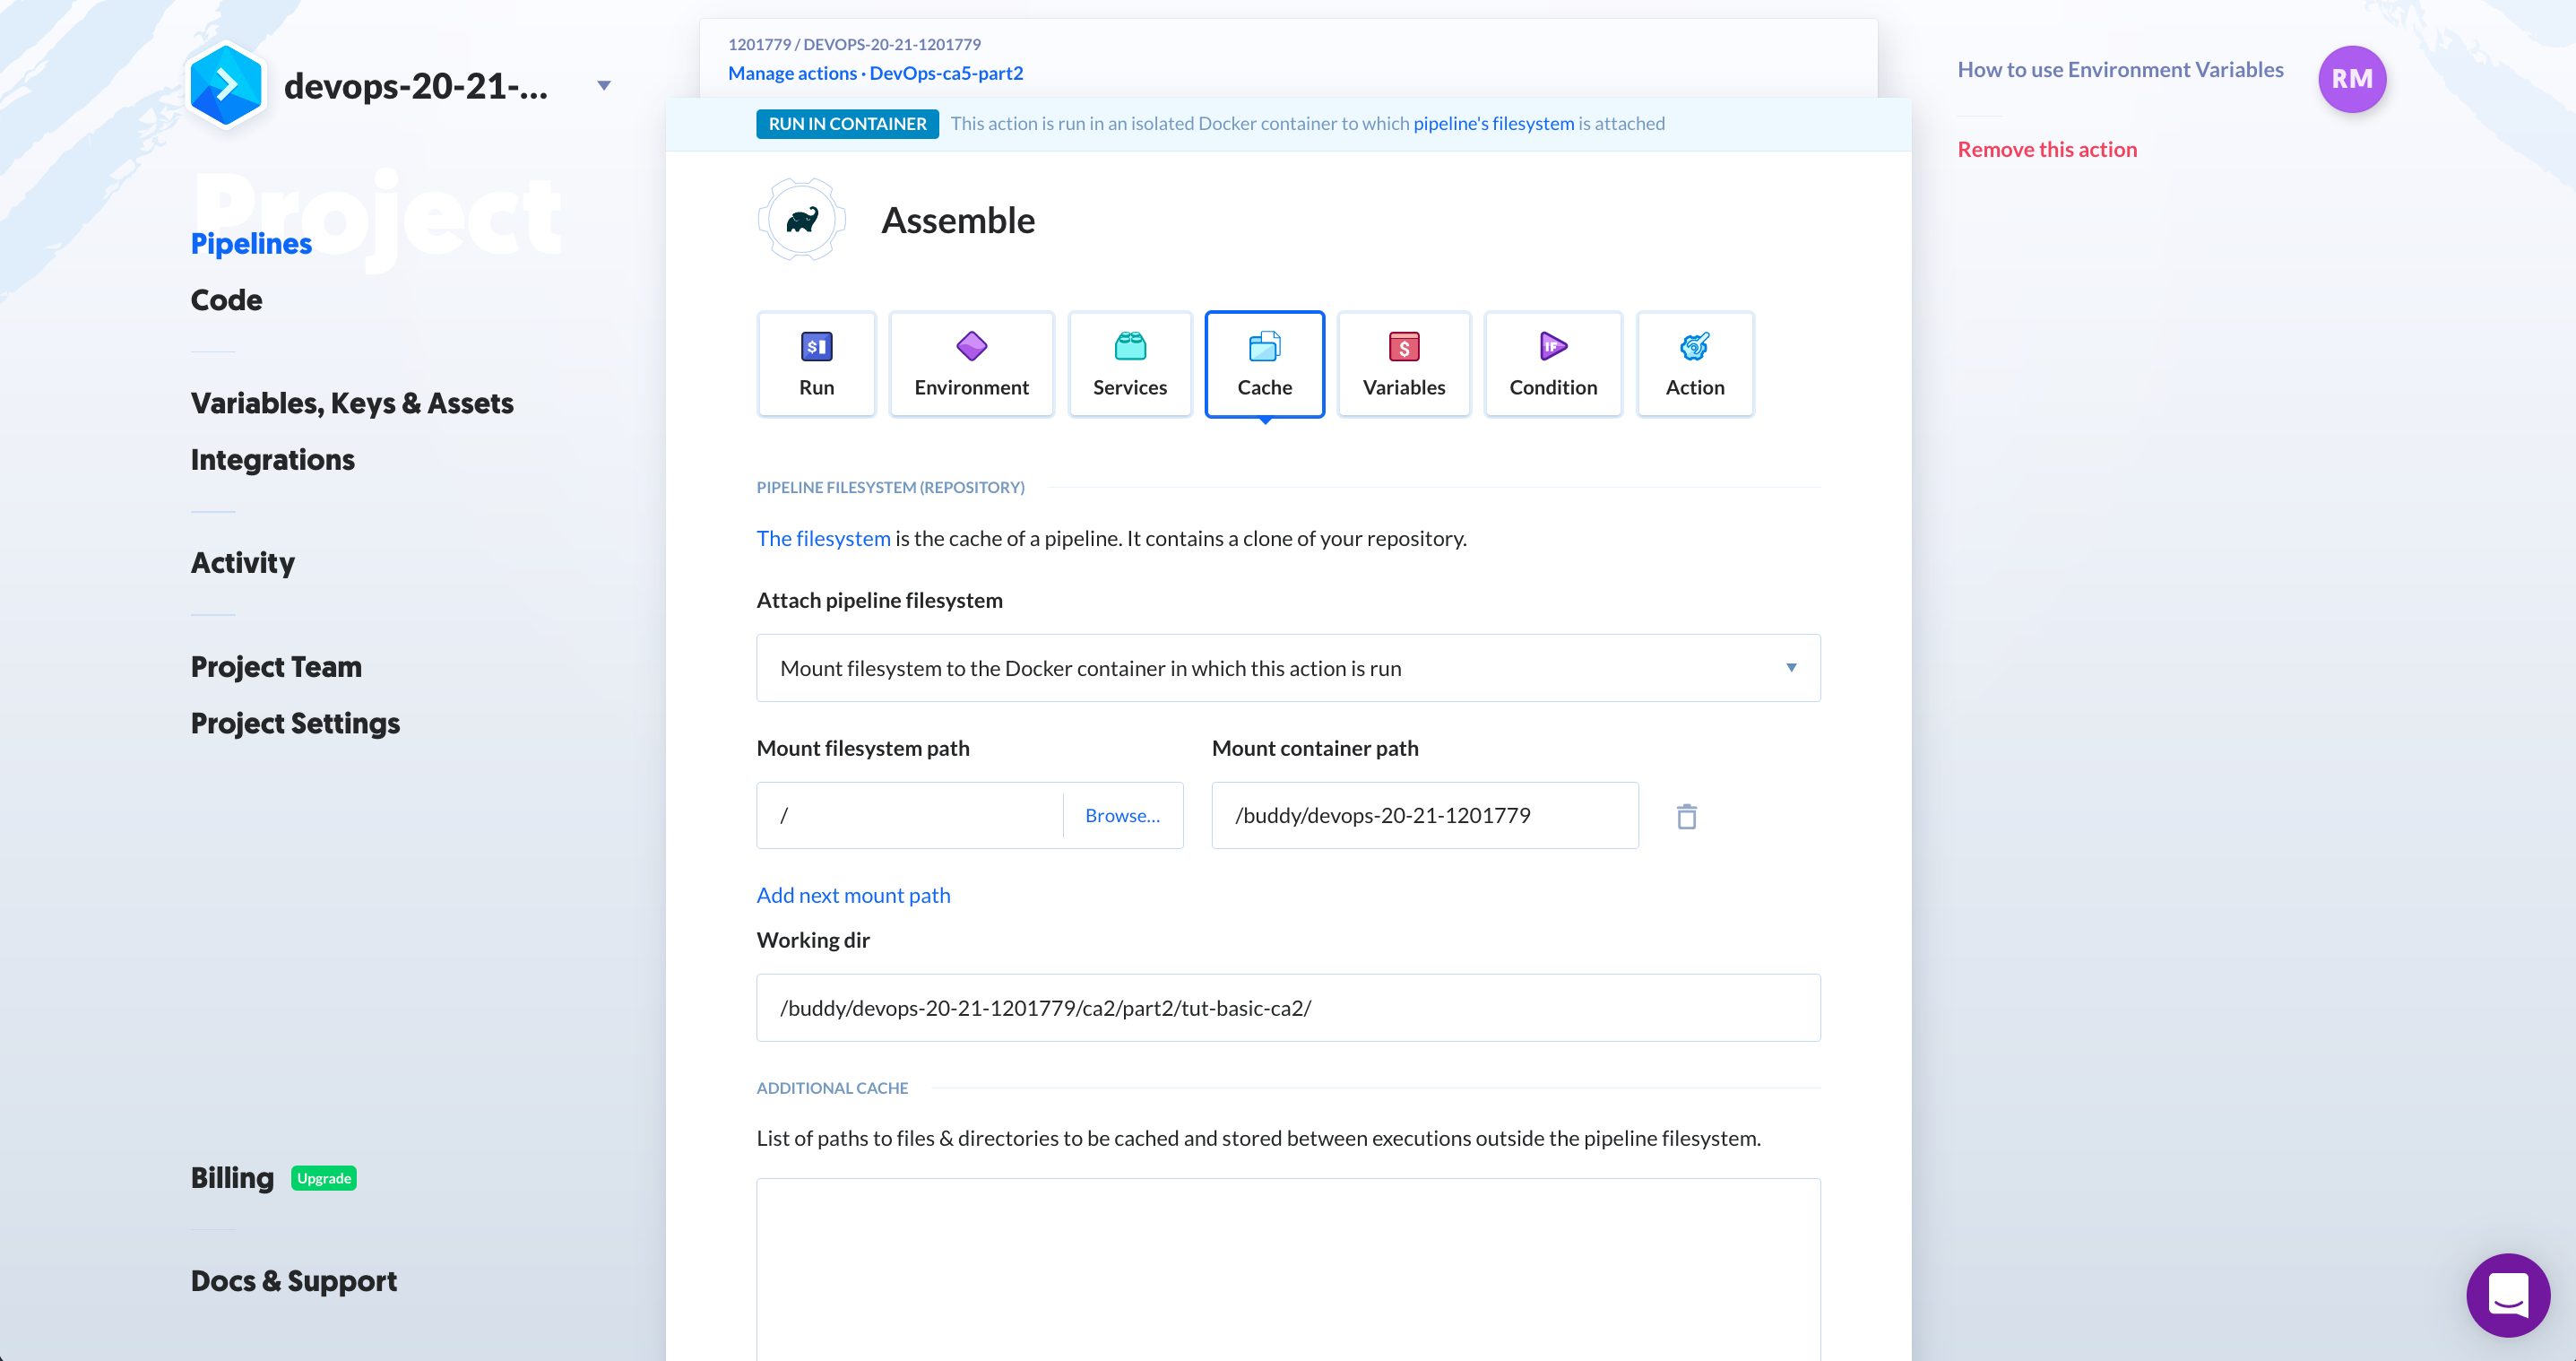 devops-20-21-...
Project
Pipelines
Code
Variables, Keys & Assets
Integrations
Activity
Project Team
Project Settings
Billing
Upgrade
Docs & Support
1201779 / DEVOPS-20-21-1201779
Manage actions · DevOps-ca5-part2
RUN IN CONTAINER This action is run in an isolated Docker container to which pipeline's filesystem is attached
Assemble
$
IF
$
Run Environment Services Cache Variables Condition Action
PIPELINE FILESYSTEM (REPOSITORY)
The filesystem is the cache of a pipeline. It contains a clone of your repository.
Attach pipeline filesystem
Mount filesystem to the Docker container in which this action is run
Mount filesystem path Mount container path
/ Browse... /buddy/devops-20-21-1201779
Add next mount path
Working dir
/buddy/devops-20-21-1201779/ca2/part2/tut-basic-ca2/
ADDITIONAL CACHE
List of paths to files & directories to be cached and stored between executions outside the pipeline filesystem.
How to use Environment Variables
RM
Remove this action